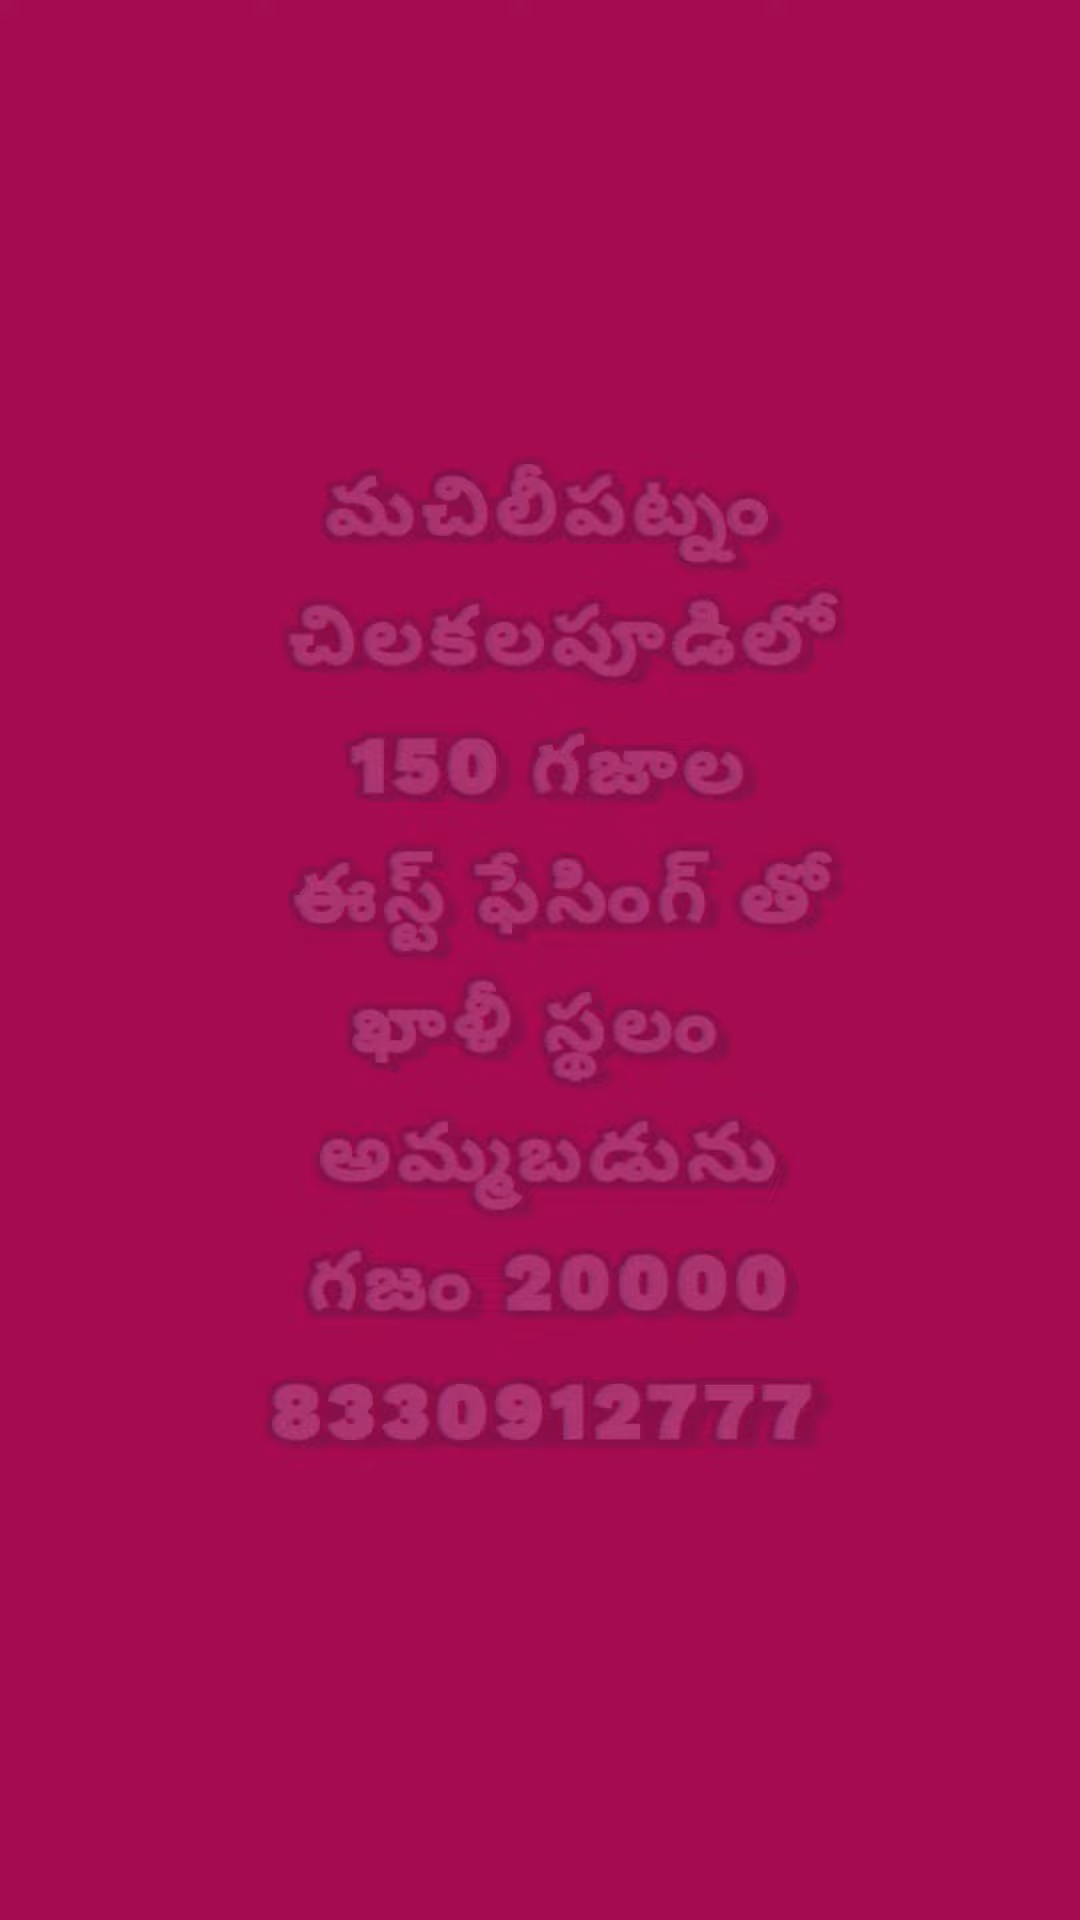 మచిలీపట్నం
చిలకలపూడిలో
150 గజాల
ఈస్ట్ ఫేసింగ్ తో
ఖాళీ స్థలం
అమ్మబడును
గజం 20000
8330912777